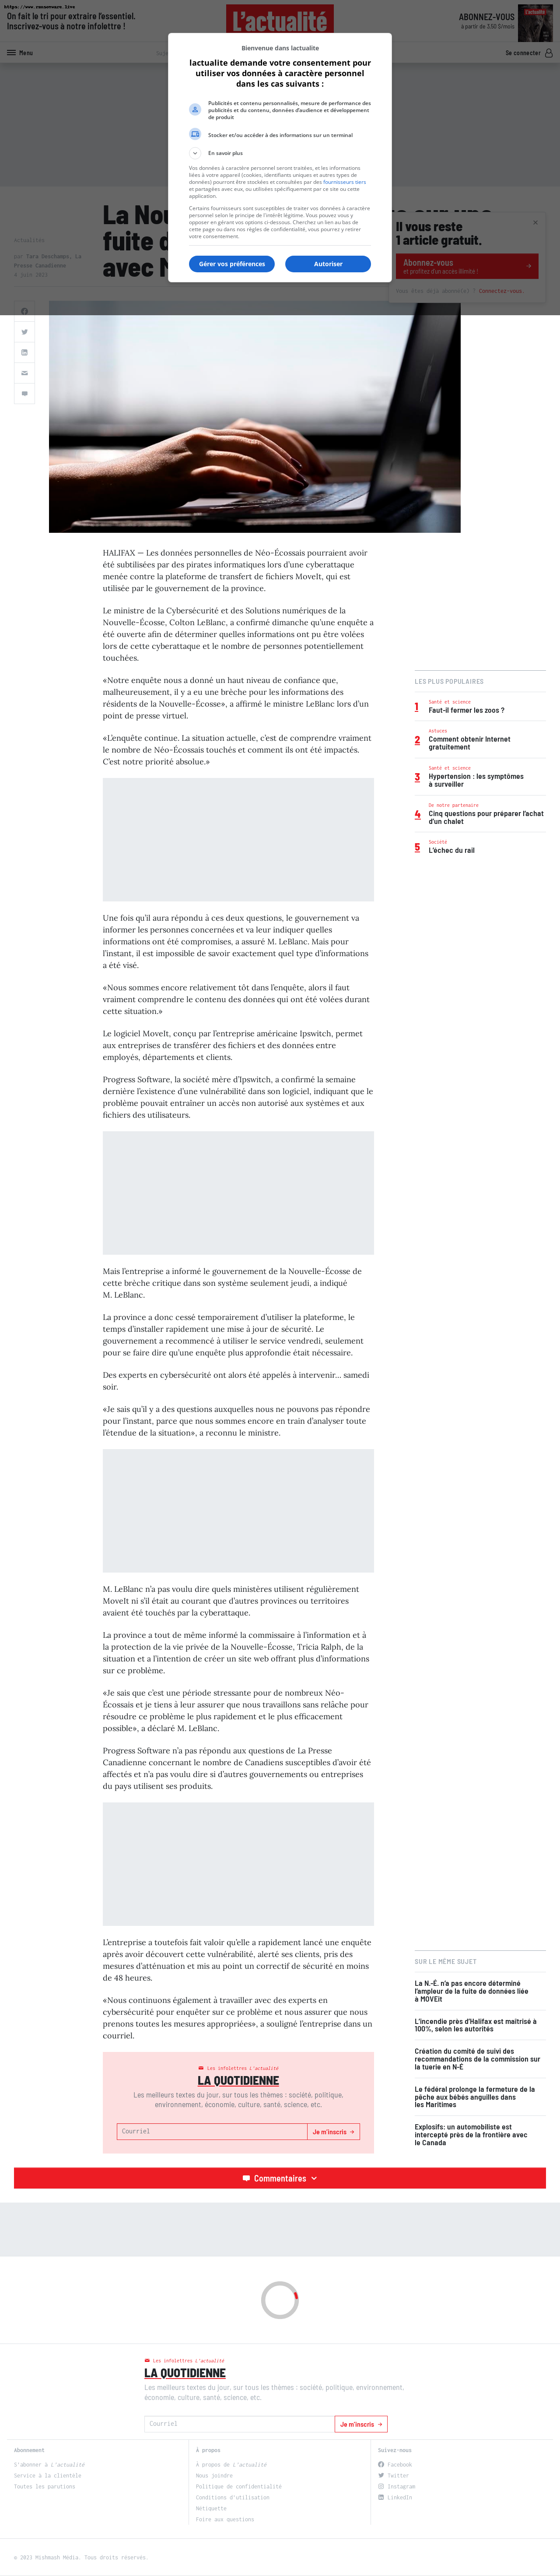 https://www.cocoonware.live
On fait le tri pour extraire l'essentiel.
Inscrivez-vous à notre infolettre !
L'actualité
ABONNEZ-VOUS
à partir de 3,50 $/mois
Menu
Se connecter
Bienvenue dans lactualite
lactualite demande votre consentement pour
utiliser vos données à caractère personnel
dans les cas suivants :
Publicités et contenu personnalisés, mesure de performance des
publicités et du contenu, données d'audience et développement
de produit
Stocker et/ou accéder à des informations sur un terminal
En savoir plus
Vos données à caractère personnel seront traitées, et les informations
liées à votre appareil (cookies, identifiants uniques et autres types de
données) pourront être stockées et consultées par des fournisseurs tiers
et partagées avec eux, ou utilisées spécifiquement par ce site ou cette
application.
Certains fournisseurs sont susceptibles de traiter vos données à caractère
personnel selon le principe de l'intérêt légitime. Vous pouvez vous y
opposer en gérant vos options ci-dessous. Cherchez un lien au bas de
cette page ou dans nos règles de confidentialité, vous pourrez y retirer
votre consentement.
Gérer vos préférences
Autoriser
La Nou
fuite d
avec M
Actualités
par Tara Deschamps, La
Presse Canadienne
4 juin 2023
Il vous reste
1 article gratuit.
Abonnez-vous
et profitez d'un accès illimité !
Vous êtes déjà abonné(e) ? Connectez-vous.
HALIFAX — Les données personnelles de Néo-Écossais pourraient avoir
été subtilisées par des pirates informatiques lors d'une cyberattaque
menée contre la plateforme de transfert de fichiers MoveIt, qui est
utilisée par le gouvernement de la province.
Le ministre de la Cybersécurité et des Solutions numériques de la
Nouvelle-Écosse, Colton LeBlanc, a confirmé dimanche qu'une enquête a
été ouverte afin de déterminer quelles informations ont pu être volées
lors de cette cyberattaque et le nombre de personnes potentiellement
touchées.
«Notre enquête nous a donné un haut niveau de confiance que,
malheureusement, il y a eu une brèche pour les informations des
résidents de la Nouvelle-Écosse», a affirmé le ministre LeBlanc lors d'un
point de presse virtuel.
«L'enquête continue. La situation actuelle, c'est de comprendre vraiment
le nombre de Néo-Écossais touchés et comment ils ont été impactés.
C'est notre priorité absolue.»
LES PLUS POPULAIRES
1
Santé et science
Faut-il fermer les zoos ?
2
Astuces
Comment obtenir Internet
gratuitement
3
Santé et science
Hypertension : les symptômes
à surveiller
4
De notre partenaire
Cinq questions pour préparer l'achat
d'un chalet
5
Société
L'échec du rail
Une fois qu'il aura répondu à ces deux questions, le gouvernement va
informer les personnes concernées et va leur indiquer quelles
informations ont été compromises, a assuré M. LeBlanc. Mais pour
l'instant, il est impossible de savoir exactement quel type d'informations
a été visé.
«Nous sommes encore relativement tôt dans l'enquête, alors il faut
vraiment comprendre le contenu des données qui ont été volées durant
cette situation.»
Le logiciel MoveIt, conçu par l'entreprise américaine Ipswitch, permet
aux entreprises de transférer des fichiers et des données entre
employés, départements et clients.
Progress Software, la société mère d'Ipswitch, a confirmé la semaine
dernière l'existence d'une vulnérabilité dans son logiciel, indiquant que le
problème pouvait entraîner un accès non autorisé aux systèmes et aux
fichiers des utilisateurs.
Mais l'entreprise a informé le gouvernement de la Nouvelle-Écosse de
cette brèche critique dans son système seulement jeudi, a indiqué
M. LeBlanc.
La province a donc cessé temporairement d'utiliser la plateforme, le
temps d'installer rapidement une mise à jour de sécurité. Le
gouvernement a recommencé à utiliser le service vendredi, seulement
pour se faire dire qu'une enquête plus approfondie était nécessaire.
Des experts en cybersécurité ont alors été appelés à intervenir… samedi
soir.
«Je sais qu'il y a des questions auxquelles nous ne pouvons pas répondre
pour l'instant, parce que nous sommes encore en train d'analyser toute
l'étendue de la situation», a reconnu le ministre.
M. LeBlanc n'a pas voulu dire quels ministères utilisent régulièrement
MoveIt ni s'il était au courant que d'autres provinces ou territoires
avaient été touchés par la cyberattaque.
La province a tout de même informé la commissaire à l'information et à
la protection de la vie privée de la Nouvelle-Écosse, Tricia Ralph, de la
situation et a l'intention de créer un site web offrant plus d'informations
sur ce problème.
«Je sais que c'est une période stressante pour de nombreux Néo-
Écossais et je tiens à leur assurer que nous travaillons sans relâche pour
résoudre ce problème le plus rapidement et le plus efficacement
possible», a déclaré M. LeBlanc.
Progress Software n'a pas répondu aux questions de La Presse
Canadienne concernant le nombre de Canadiens susceptibles d'avoir été
affectés et n'a pas voulu dire si d'autres gouvernements ou entreprises
du pays utilisent ses produits.
L'entreprise a toutefois fait valoir qu'elle a rapidement lancé une enquête
après avoir découvert cette vulnérabilité, alerté ses clients, pris des
mesures d'atténuation et mis au point un correctif de sécurité en moins
de 48 heures.
«Nous continuons également à travailler avec des experts en
cybersécurité pour enquêter sur ce problème et nous assurer que nous
prenons toutes les mesures appropriées», a souligné l'entreprise dans un
courriel.
SUR LE MÊME SUJET
La N.-É. n'a pas encore déterminé
l'ampleur de la fuite de données liée
à MOVEit
L'incendie près d'Halifax est maîtrisé à
100%, selon les autorités
Création du comité de suivi des
recommandations de la commission sur
la tuerie en N-É
Le fédéral prolonge la fermeture de la
pêche aux bébés anguilles dans
les Maritimes
Explosifs: un automobiliste est
intercepté près de la frontière avec
le Canada
Les infolettres L'actualité
LA QUOTIDIENNE
Les meilleurs textes du jour, sur tous les thèmes : société, politique,
environnement, économie, culture, santé, science, etc.
Courriel
Je m'inscris
Commentaires
Les infolettres L'actualité
LA QUOTIDIENNE
Les meilleurs textes du jour, sur tous les thèmes : société, politique, environnement,
économie, culture, santé, science, etc.
Courriel
Je m'inscris
Abonnement
S'abonner à L'actualité
Service à la clientèle
Toutes les parutions
À propos
À propos de L'actualité
Nous joindre
Politique de confidentialité
Conditions d'utilisation
Nétiquette
Foire aux questions
Suivez-nous
Facebook
Twitter
Instagram
LinkedIn
© 2023 Mishmash Média. Tous droits réservés.